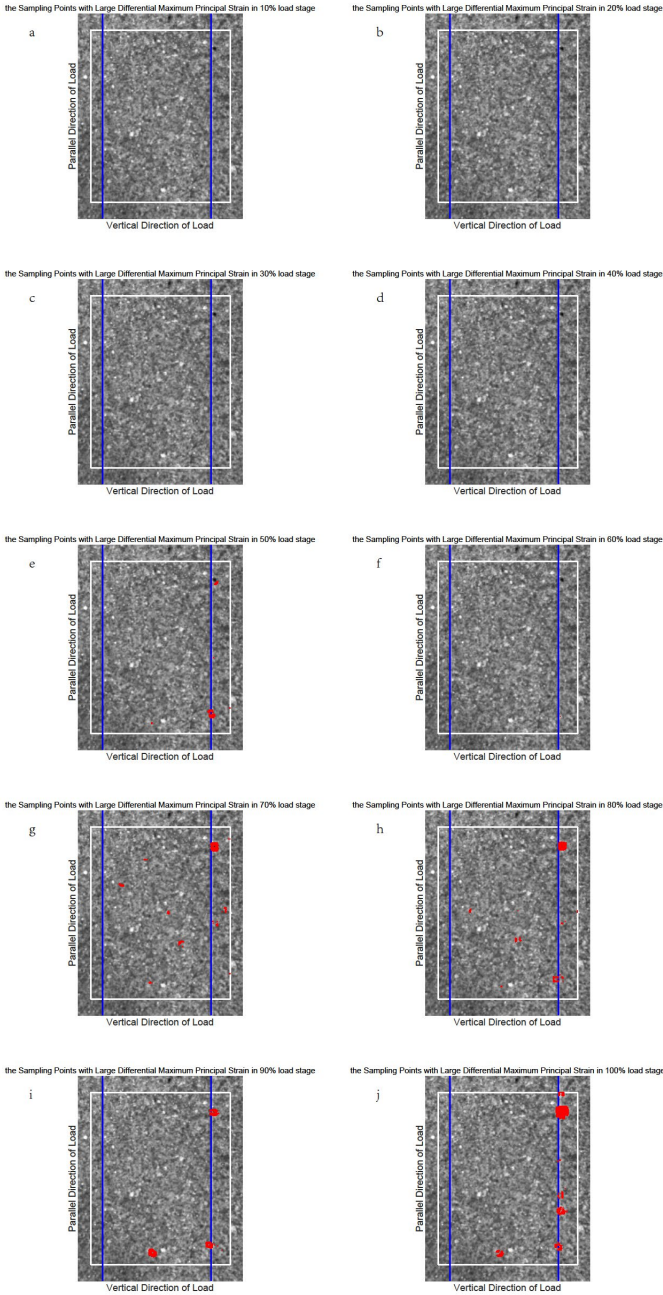 the Sampling Points with Large Differential Maximum Principal Strain in 10% load stage
a
Parallel Direction of Load
Vertical Direction of Load
the Sampling Points with Large Differential Maximum Principal Strain in 20% load stage
b
Parallel Direction of Load
Vertical Direction of Load
the Sampling Points with Large Differential Maximum Principal Strain in 30% load stage
c
Parallel Direction of Load
Vertical Direction of Load
the Sampling Points with Large Differential Maximum Principal Strain in 40% load stage
d
Parallel Direction of Load
Vertical Direction of Load
the Sampling Points with Large Differential Maximum Principal Strain in 50% load stage
e
Parallel Direction of Load
Vertical Direction of Load
the Sampling Points with Large Differential Maximum Principal Strain in 60% load stage
f
Parallel Direction of Load
Vertical Direction of Load
the Sampling Points with Large Differential Maximum Principal Strain in 70% load stage
g
Parallel Direction of Load
Vertical Direction of Load
the Sampling Points with Large Differential Maximum Principal Strain in 80% load stage
h
Parallel Direction of Load
Vertical Direction of Load
the Sampling Points with Large Differential Maximum Principal Strain in 90% load stage
i
Parallel Direction of Load
Vertical Direction of Load
the Sampling Points with Large Differential Maximum Principal Strain in 100% load stage
j
Parallel Direction of Load
Vertical Direction of Load